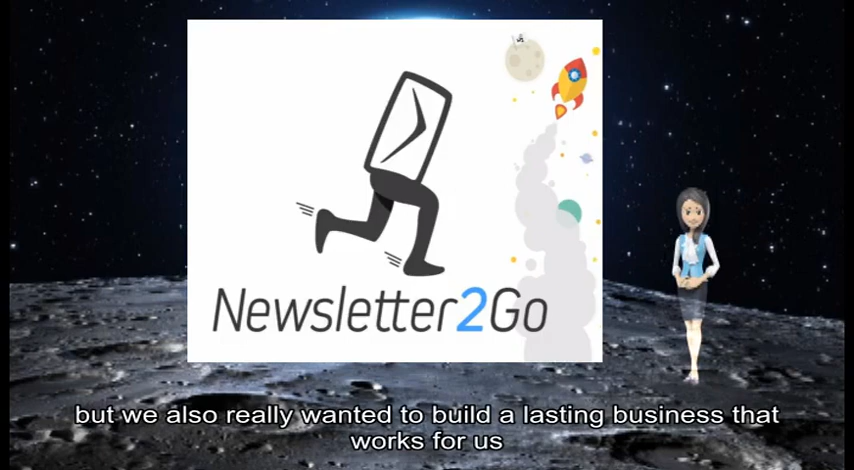 Newsletter2Go
but we also really wanted to build a lasting business that
works for us